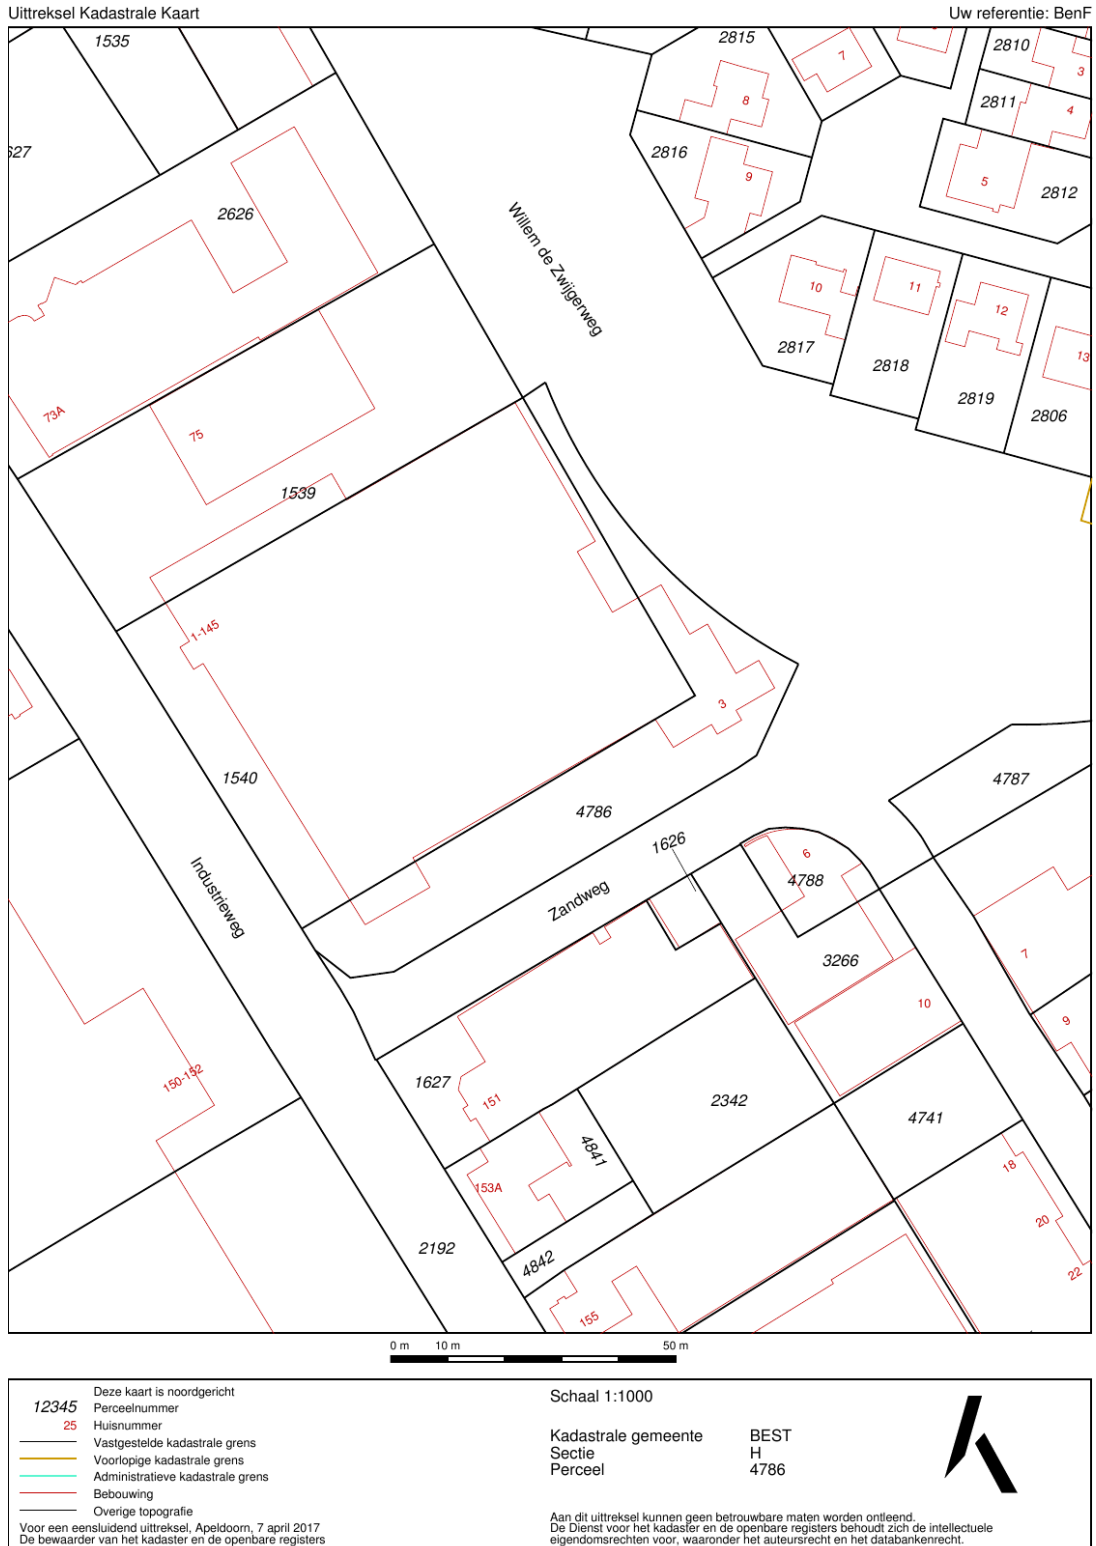 Uittreksel Kadastrale Kaart
Uw referentie: BenF
1535
2815
7
2810
3
8
2811
4
627
2816
9
5
2812
2626
Willem de Zwijgerweg
10
11
12
2817
2818
13
2819
2806
73A
75
1539
1-145
3
1540
4787
4786
1626
6
4788
Industrieweg
Zandweg
3266
7
10
9
1627
151
2342
4741
150-152
4841
18
153A
20
2192
4842
22
155
0 m 10 m 50 m
Deze kaart is noordgericht
12345 Perceelnummer
25 Huisnummer
Vastgestelde kadastrale grens
Voorlopige kadastrale grens
Administratieve kadastrale grens
Bebouwing
Overige topografie
Voor een eensluidend uittreksel, Apeldoorn, 7 april 2017
De bewaarder van het kadaster en de openbare registers
Schaal 1:1000
Kadastrale gemeente BEST
Sectie H
Perceel 4786
Aan dit uittreksel kunnen geen betrouwbare maten worden ontleend.
De Dienst voor het kadaster en de openbare registers behoudt zich de intellectuele
eigendomsrechten voor, waaronder het auteursrecht en het databankenrecht.